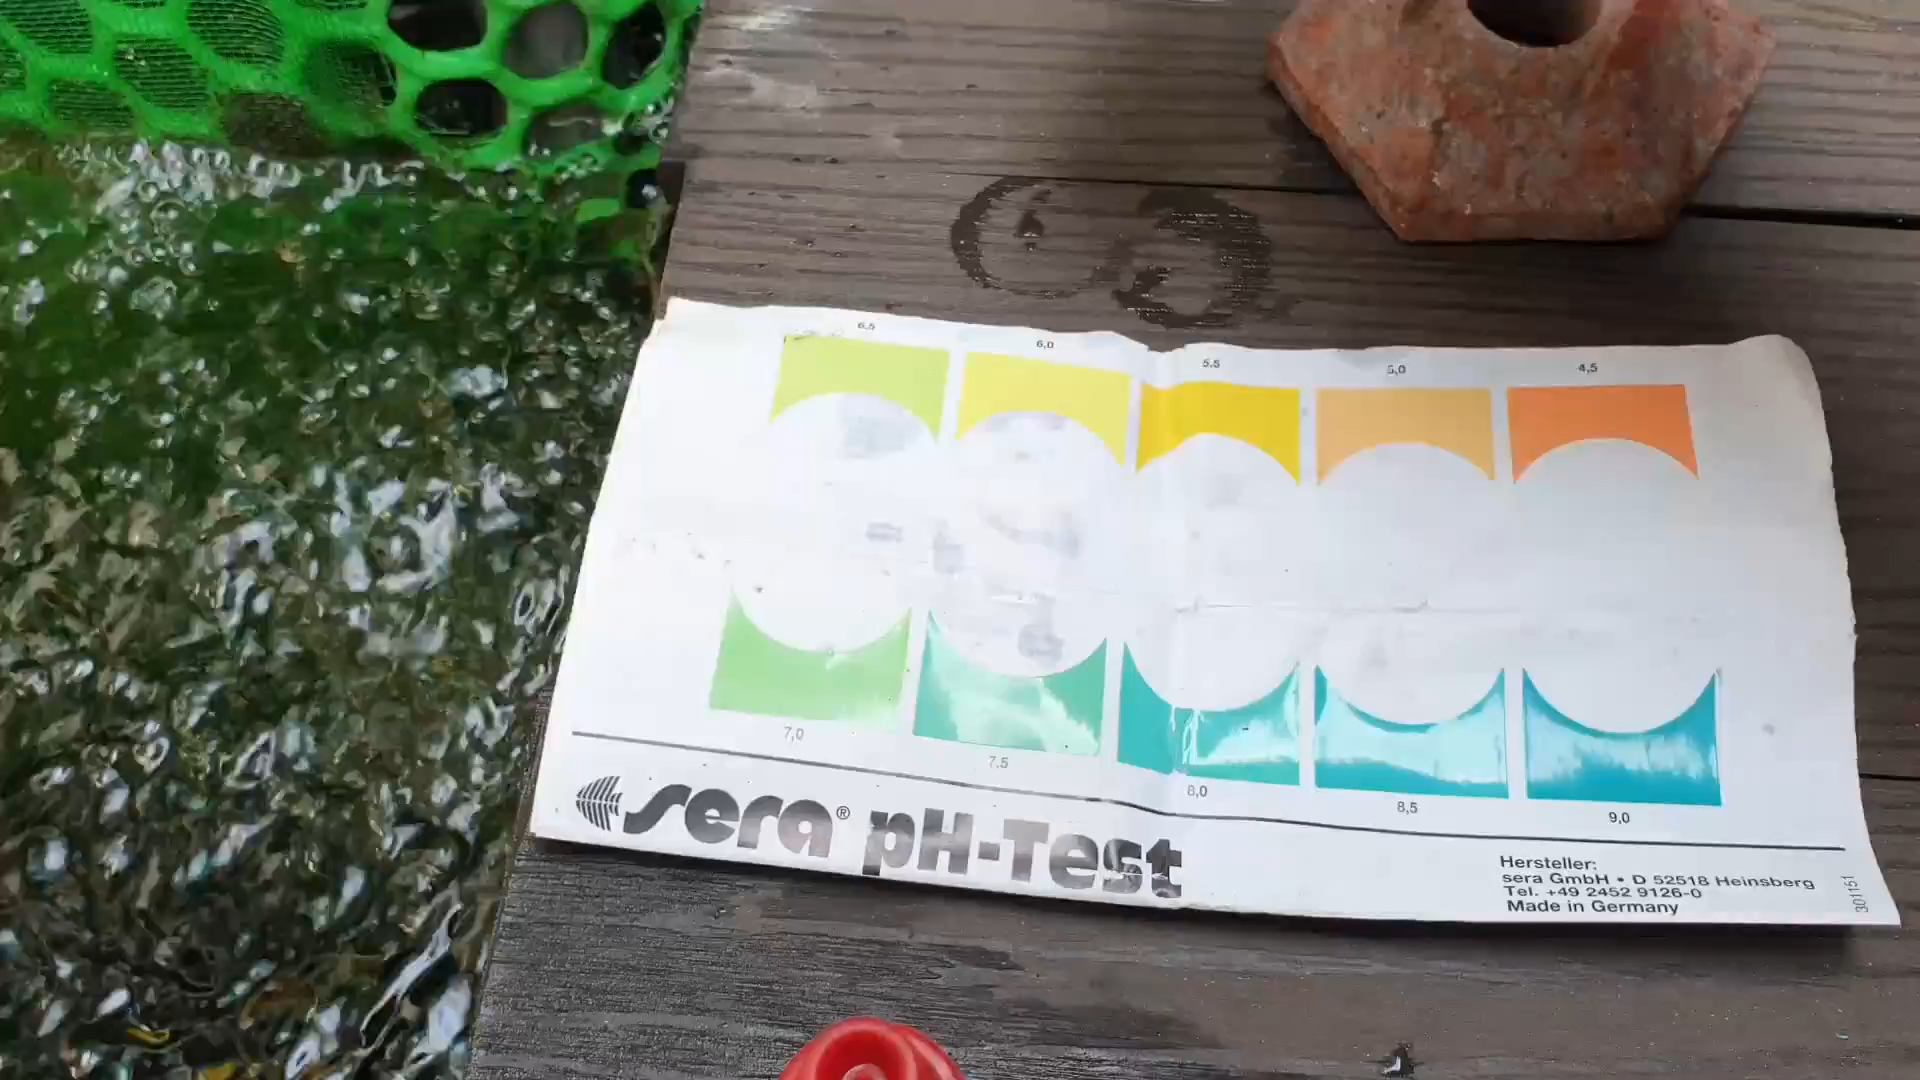 6,5 6,0 5,5 5,0 4,5
7,0 7,5 8,0 8,5 9,0
sera® pH-Test
Hersteller:
sera GmbH • D 52518 Heinsberg
Tel. +49 2452 9126-0
Made in Germany
301151